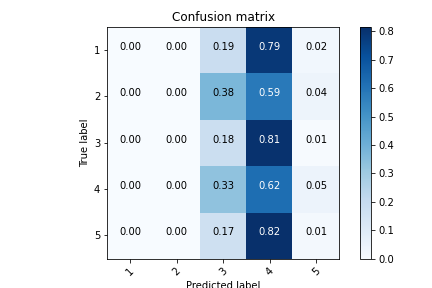 Confusion matrix
1 0.00 0.00 0.19 0.79 0.02
2 0.00 0.00 0.38 0.59 0.04
3 0.00 0.00 0.18 0.81 0.01
4 0.00 0.00 0.33 0.62 0.05
5 0.00 0.00 0.17 0.82 0.01
1 2 3 4 5
True label
Predicted label
0.8
0.7
0.6
0.5
0.4
0.3
0.2
0.1
0.0